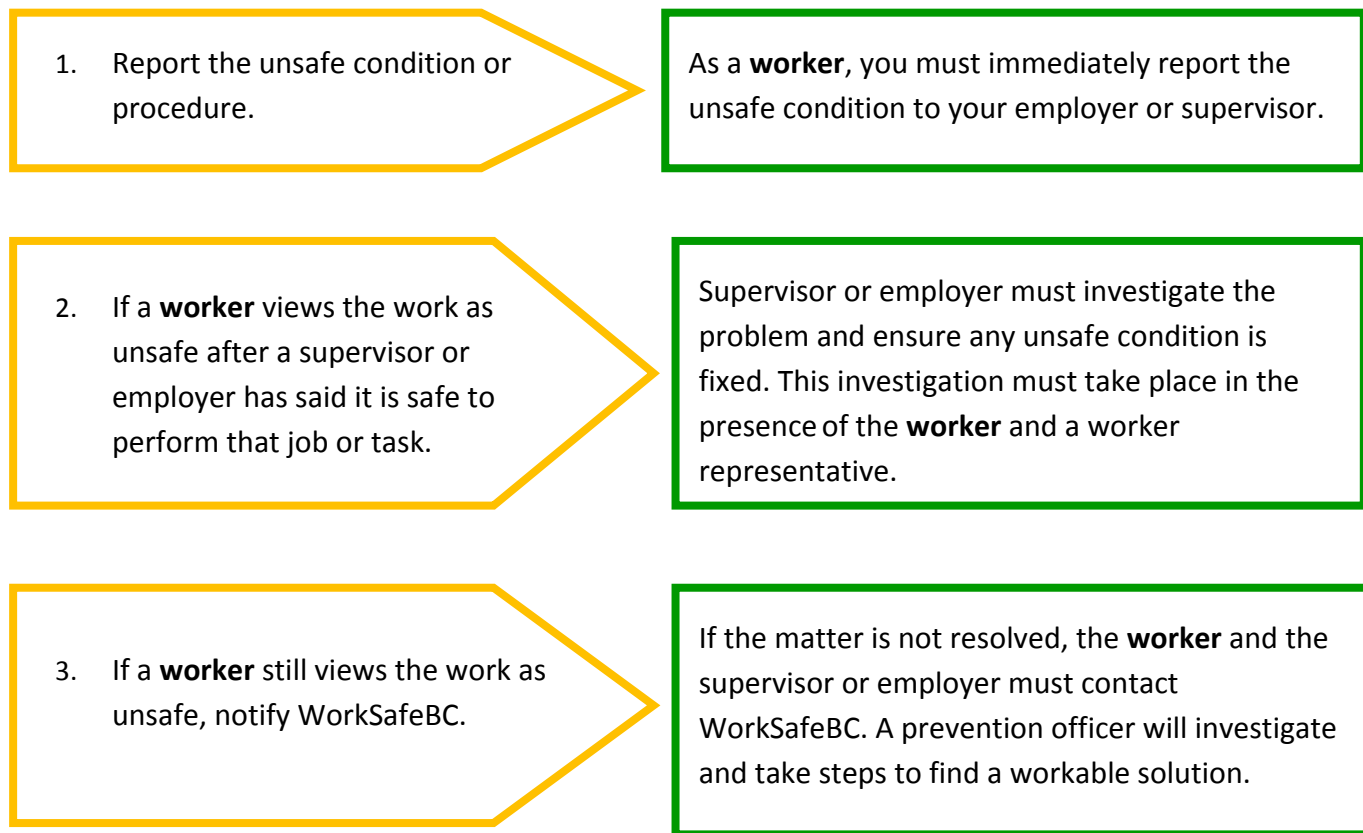 1. Report the unsafe condition or
procedure.
As a worker, you must immediately report the
unsafe condition to your employer or supervisor.
2. If a worker views the work as
unsafe after a supervisor or
employer has said it is safe to
perform that job or task.
Supervisor or employer must investigate the
problem and ensure any unsafe condition is
fixed. This investigation must take place in the
presence of the worker and a worker
representative.
3. If a worker still views the work as
unsafe, notify WorkSafeBC.
If the matter is not resolved, the worker and the
supervisor or employer must contact
WorkSafeBC. A prevention officer will investigate
and take steps to find a workable solution.